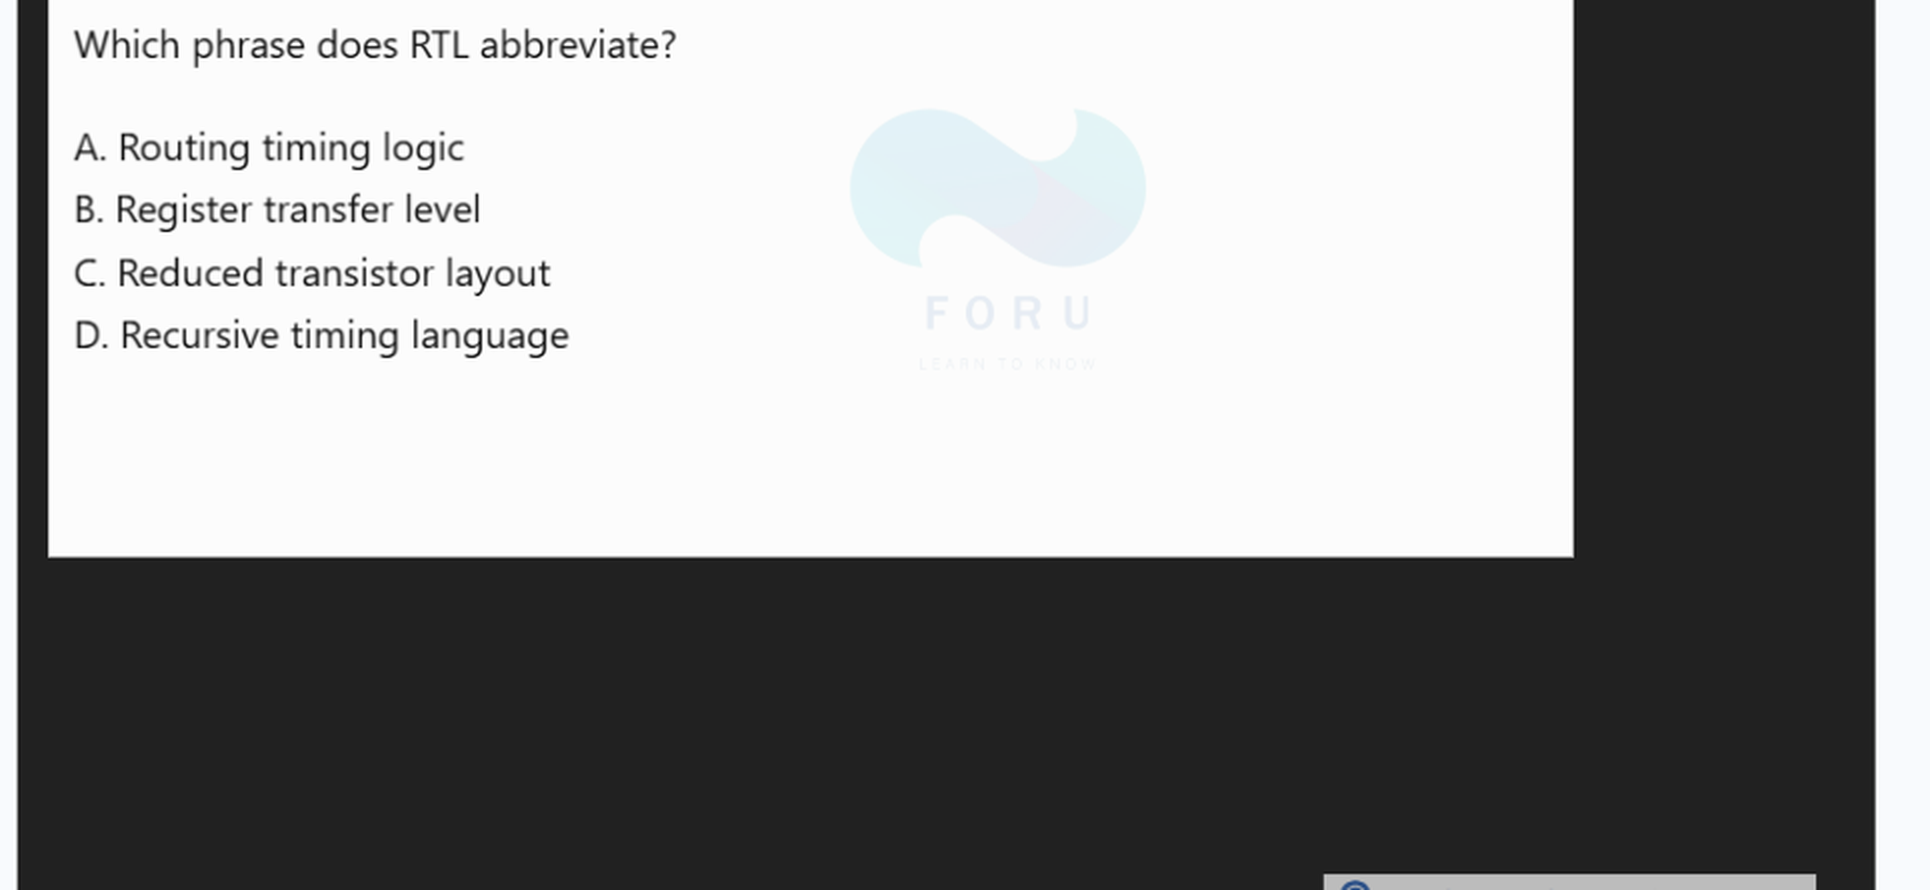 Which phrase does RTL abbreviate?
A. Routing timing logic
B. Register transfer level
C. Reduced transistor layout
D. Recursive timing language
FORU
LEARN TO KNOW